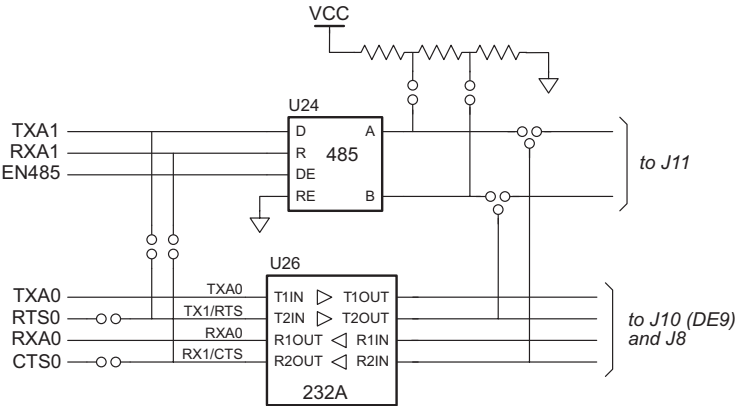 VCC
U24
TXA1
RXA1
EN485
D
R
DE
RE
485
A
B
to J11
U26
TXA0
RTS0
RXA0
CTS0
TXA0
TX1/RTS
RXA0
RX1/CTS
T1IN T1OUT
T2IN T2OUT
R1OUT R1IN
R2OUT R2IN
232A
to J10 (DE9)
and J8